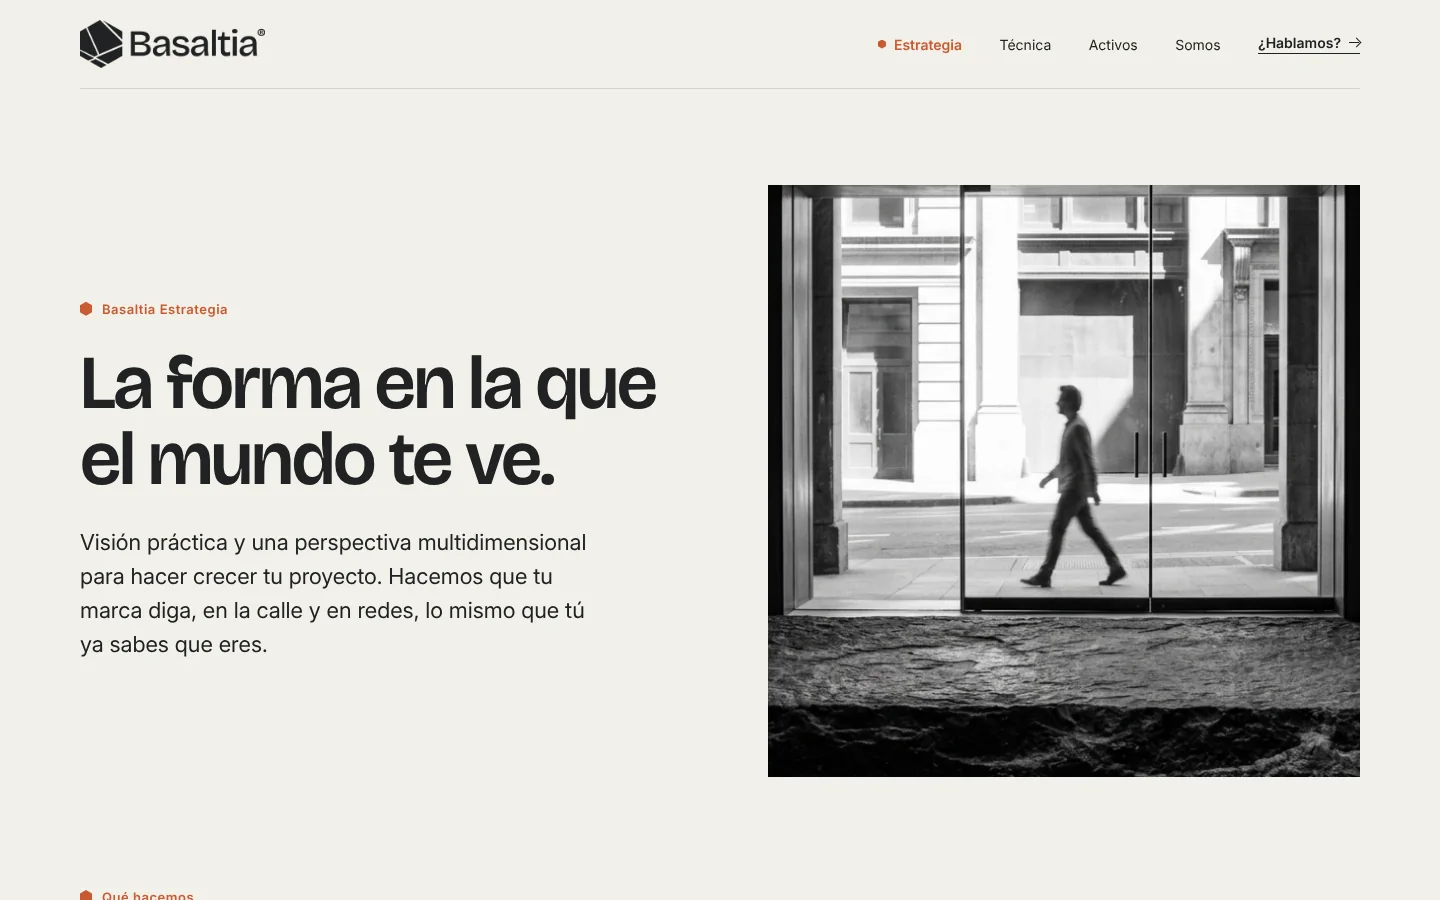 Basaltia®
Estrategia
Técnica
Activos
Somos
¿Hablamos? →
Basaltia Estrategia
La forma en la que
el mundo te ve.
Visión práctica y una perspectiva multidimensional
para hacer crecer tu proyecto. Hacemos que tu
marca diga, en la calle y en redes, lo mismo que tú
ya sabes que eres.
Qué hacemos